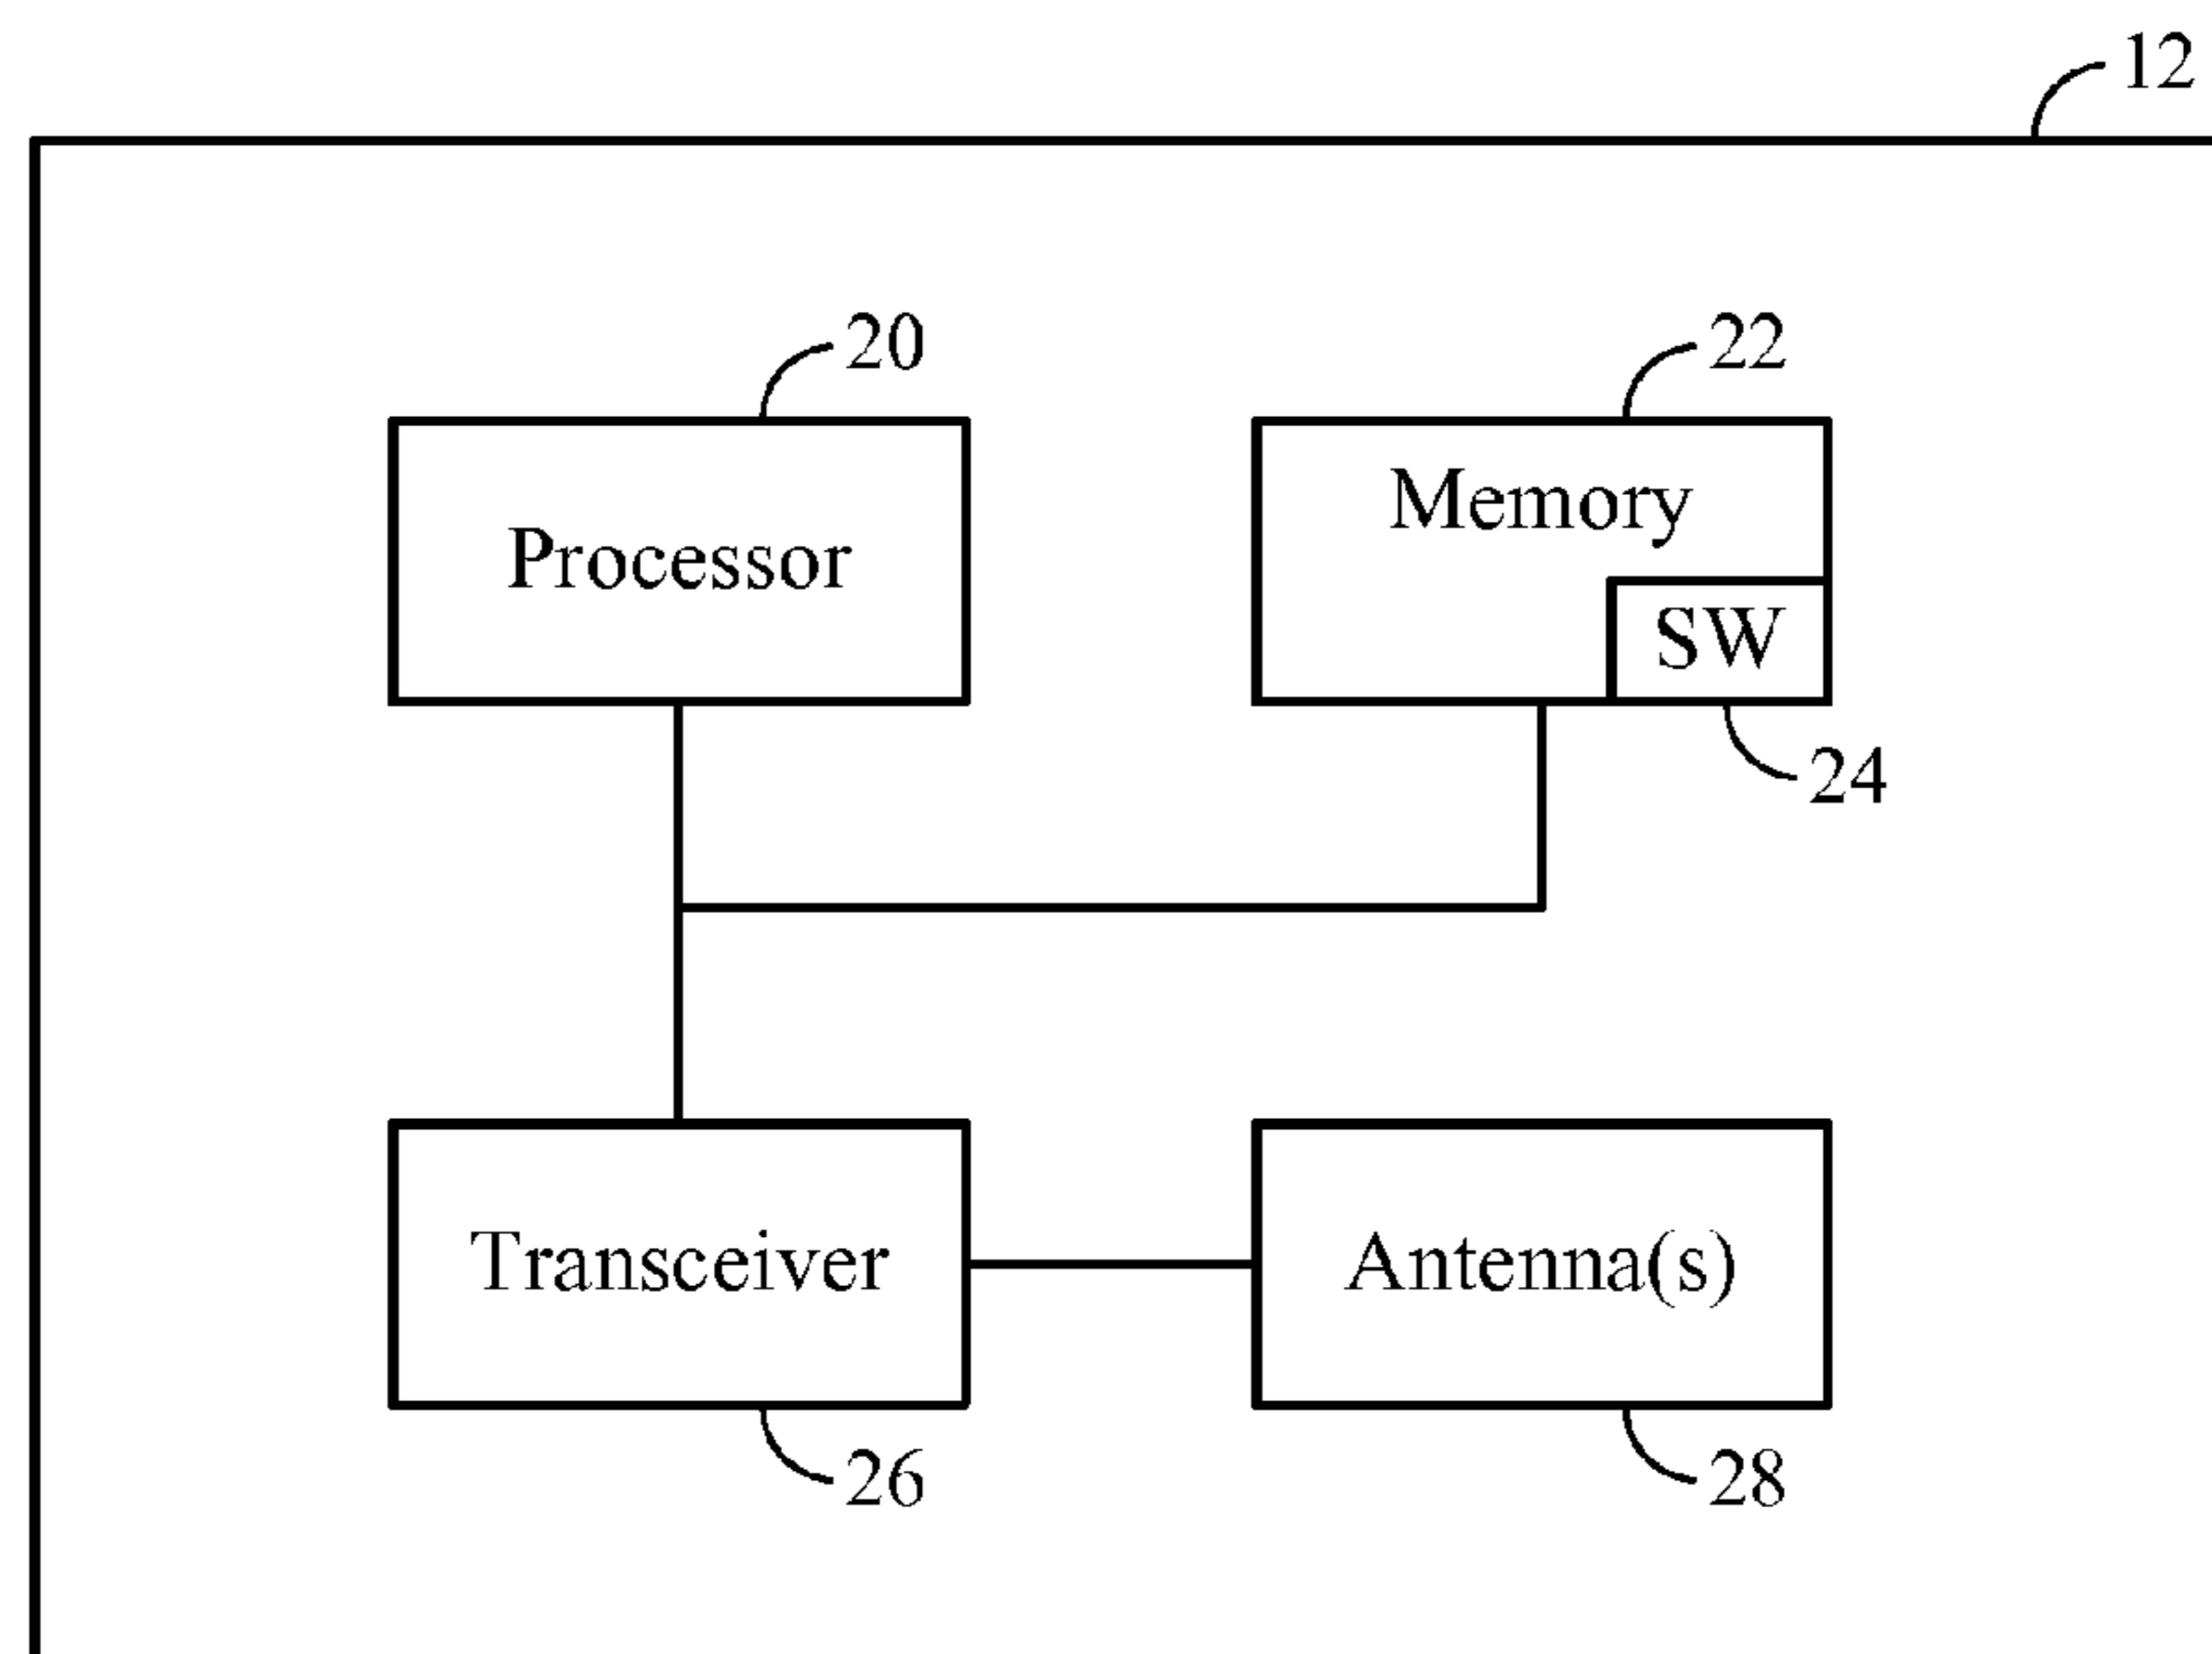 12
20
22
Processor
Memory
SW
24
Transceiver
Antenna(s)
26
28